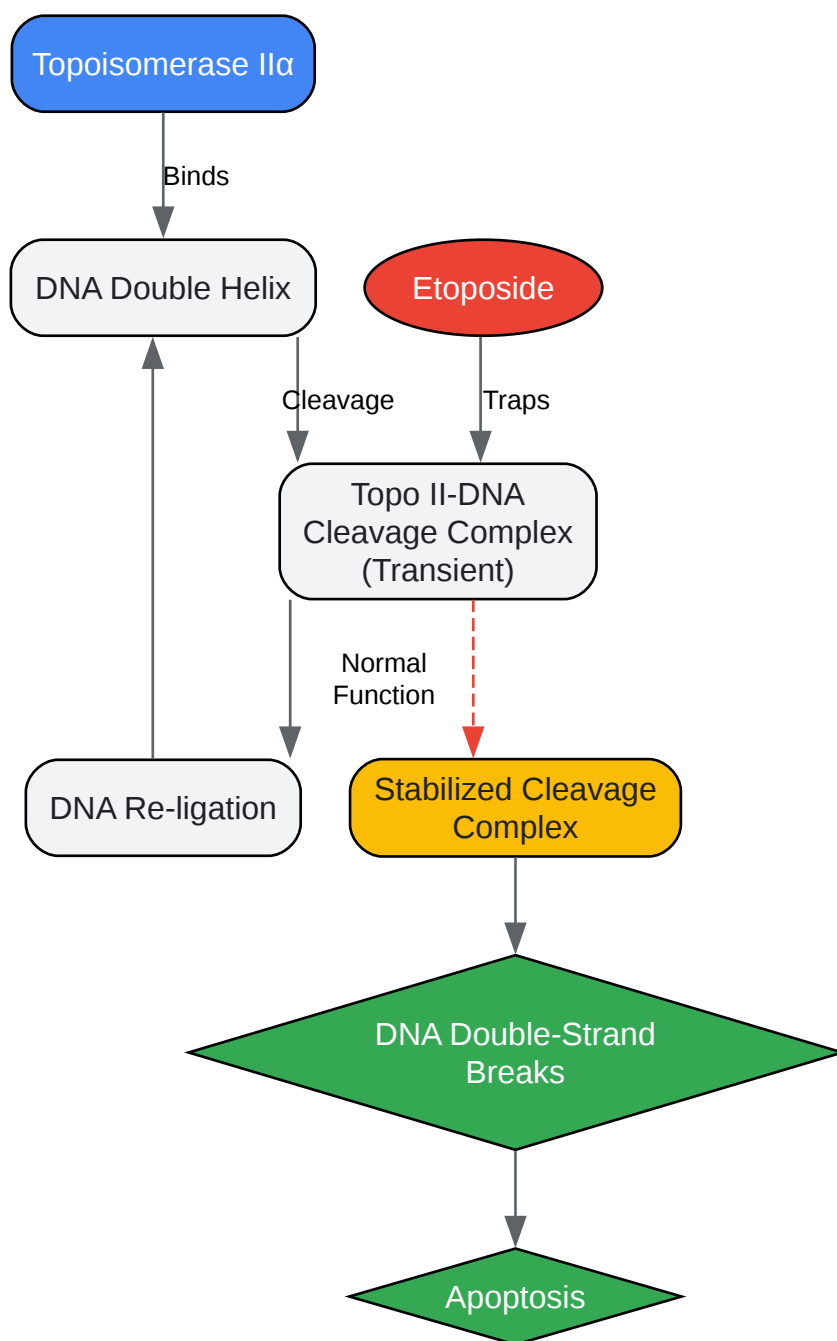 Topoisomerase IIα
Binds
DNA Double Helix
Etoposide
Cleavage
Traps
Topo II-DNA
Cleavage Complex
(Transient)
Normal
Function
DNA Re-ligation
Stabilized Cleavage
Complex
DNA Double-Strand
Breaks
Apoptosis